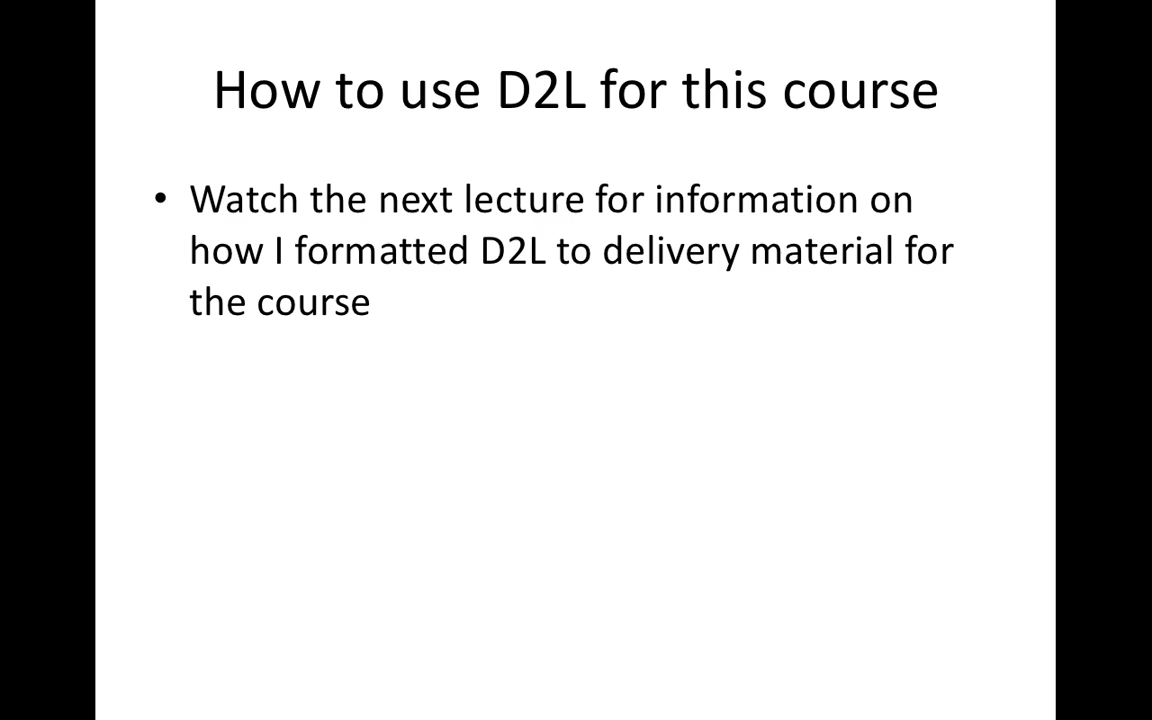 How to use D2L for this course
• Watch the next lecture for information on
how I formatted D2L to delivery material for
the course